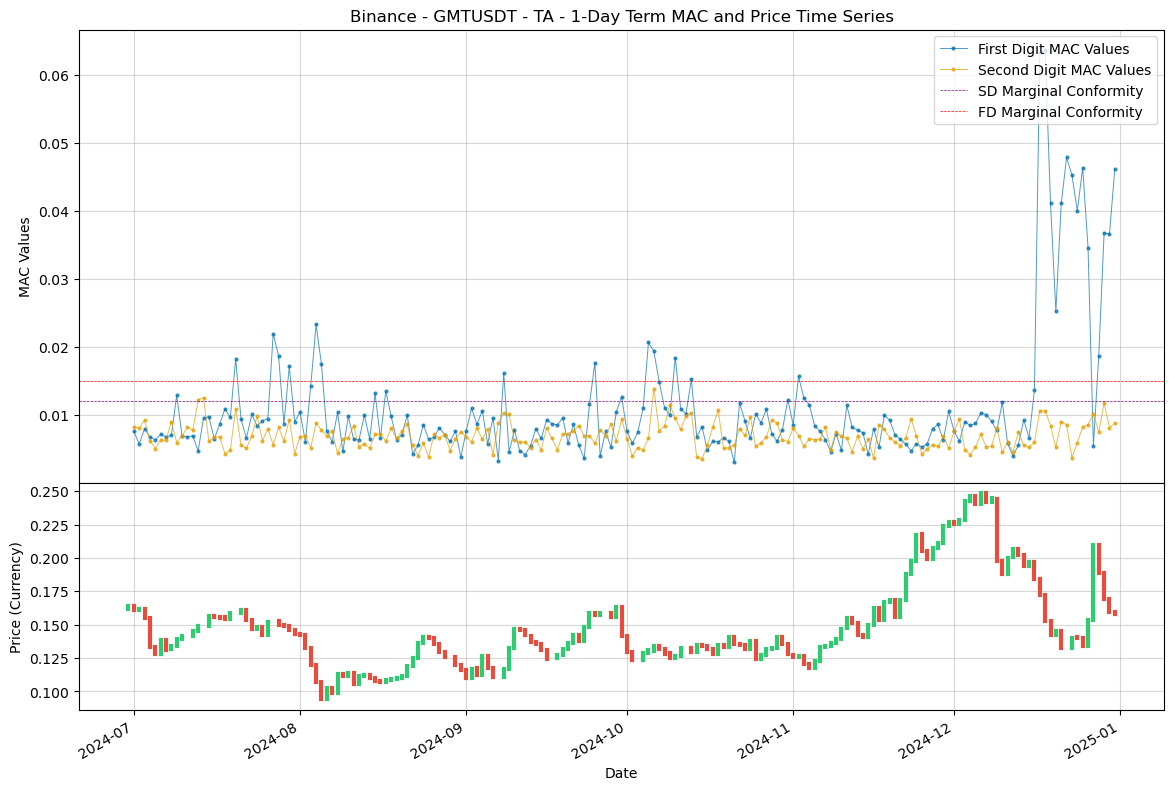 Binance - GMTUSDT - TA - 1-Day Term MAC and Price Time Series
First Digit MAC Values
Second Digit MAC Values
SD Marginal Conformity
FD Marginal Conformity
MAC Values
0.06
0.05
0.04
0.03
0.02
0.01
Price (Currency)
0.250
0.225
0.200
0.175
0.150
0.125
0.100
2024-07
2024-08
2024-09
2024-10
2024-11
2024-12
2025-01
Date